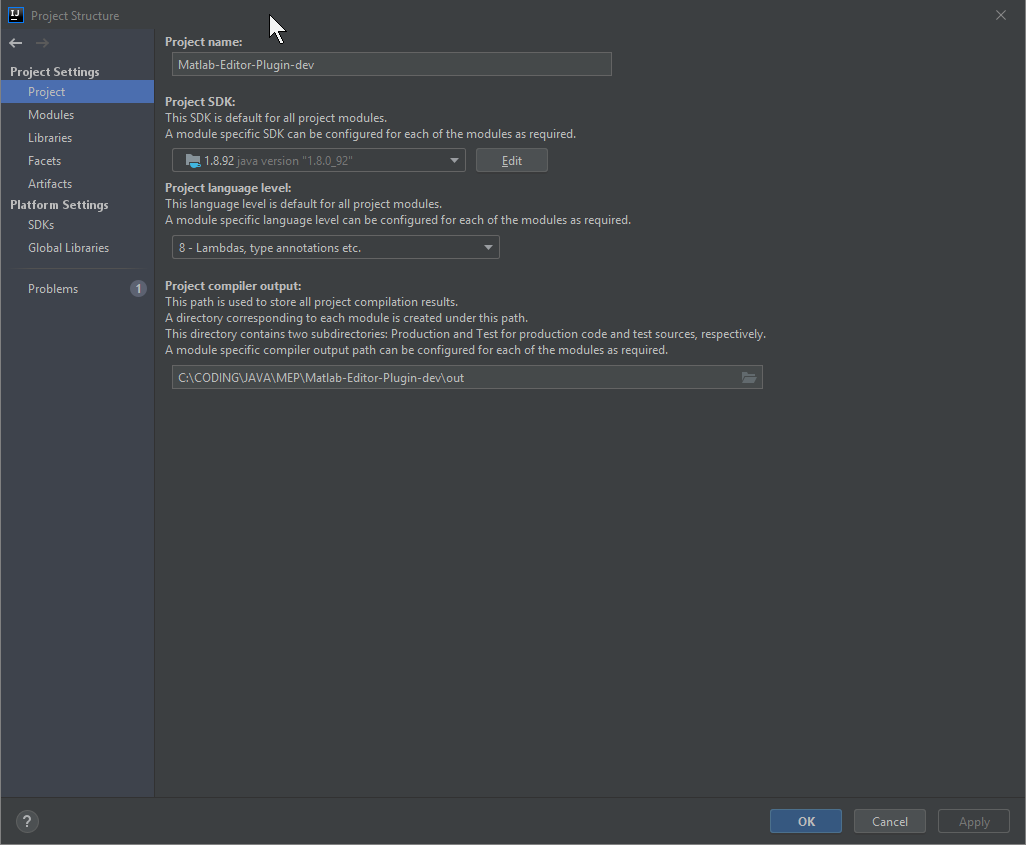 Project Structure
Project Settings
Project
Modules
Libraries
Facets
Artifacts
Platform Settings
SDKs
Global Libraries
Problems 1
Project name:
Matlab-Editor-Plugin-dev
Project SDK:
This SDK is default for all project modules.
A module specific SDK can be configured for each of the modules as required.
1.8.92 java version "1.8.0_92"
Edit
Project language level:
This language level is default for all project modules.
A module specific language level can be configured for each of the modules as required.
8 - Lambdas, type annotations etc.
Project compiler output:
This path is used to store all project compilation results.
A directory corresponding to each module is created under this path.
This directory contains two subdirectories: Production and Test for production code and test sources, respectively.
A module specific compiler output path can be configured for each of the modules as required.
C:\CODING\JAVA\MEP\Matlab-Editor-Plugin-dev\out
?
OK
Cancel
Apply